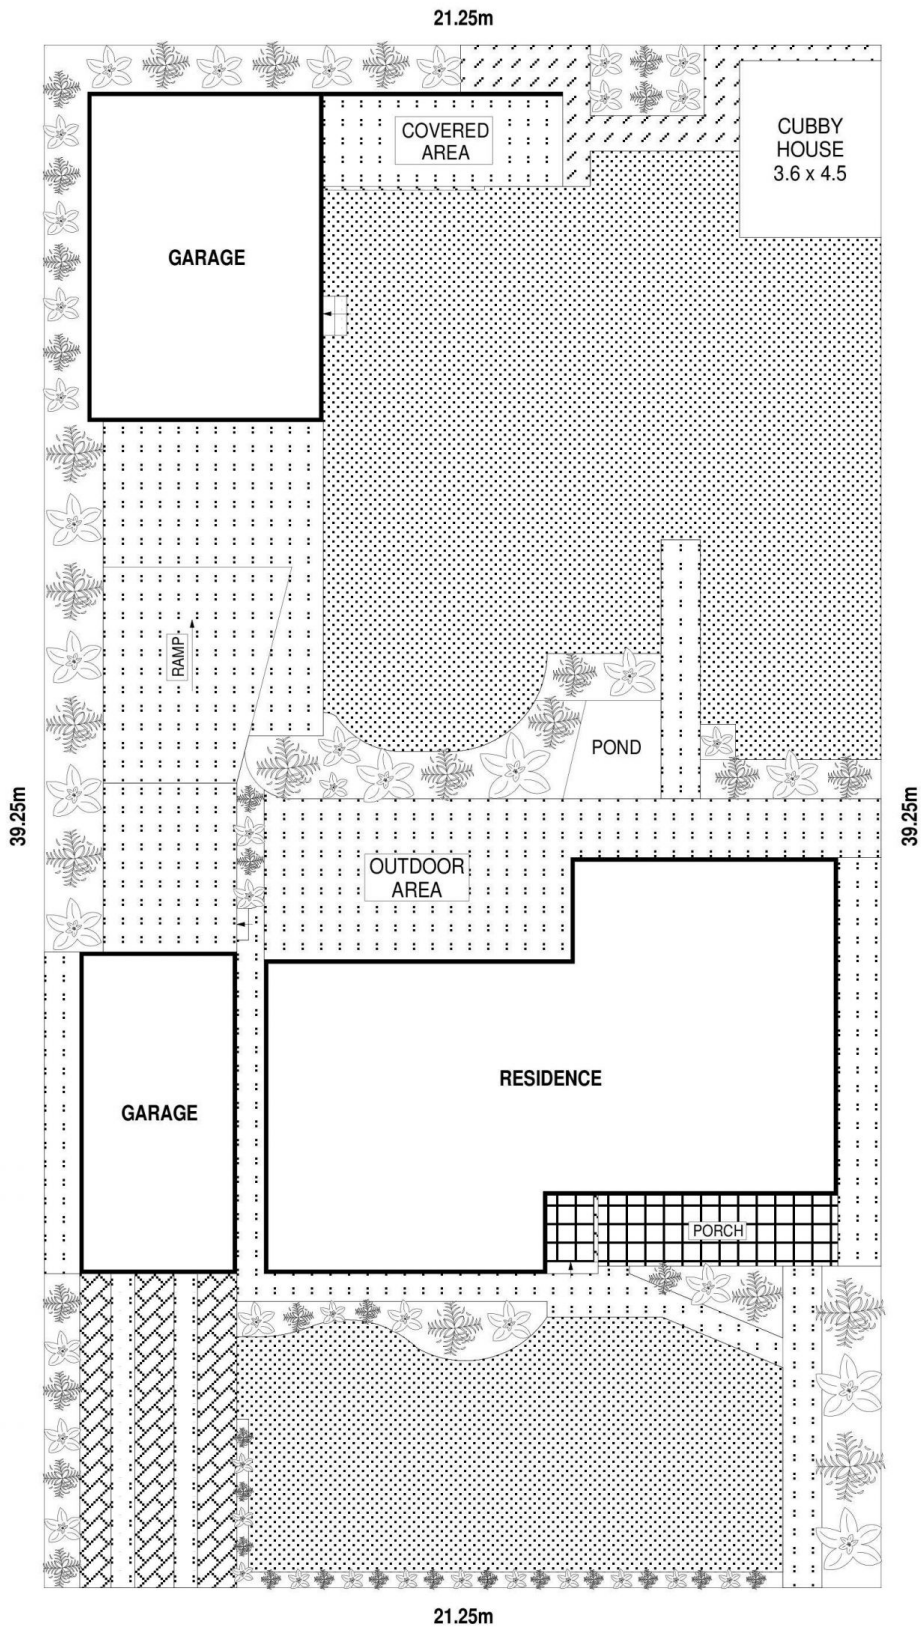 21.25m
COVERED
AREA
CUBBY
HOUSE
3.6 x 4.5
GARAGE
RAMP
POND
39.25m
39.25m
OUTDOOR
AREA
RESIDENCE
GARAGE
PORCH
21.25m